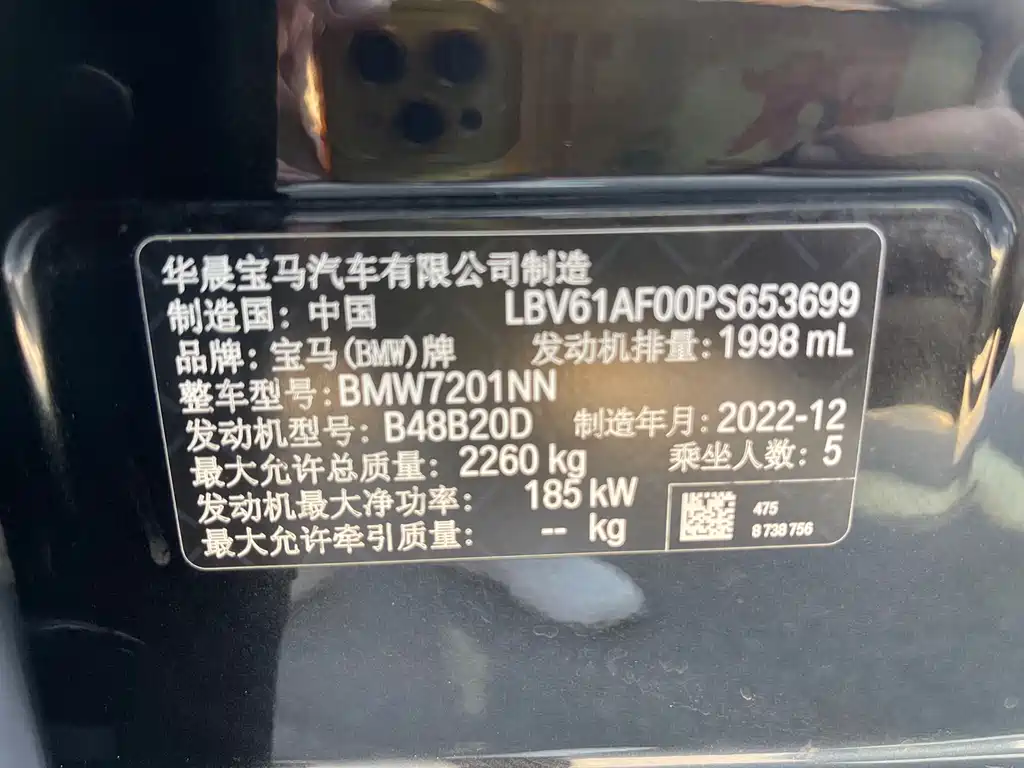 华晨宝马汽车有限公司制造
制造国：中国 LBV61AF00PS653699
品牌：宝马(BMW)牌 发动机排量：1998 mL
整车型号：BMW7201NN
发动机型号：B48B20D 制造年月：2022-12
最大允许总质量：2260 kg 乘坐人数：5
发动机最大净功率：185 kW
最大允许牵引质量：-- kg
475
8 738 756